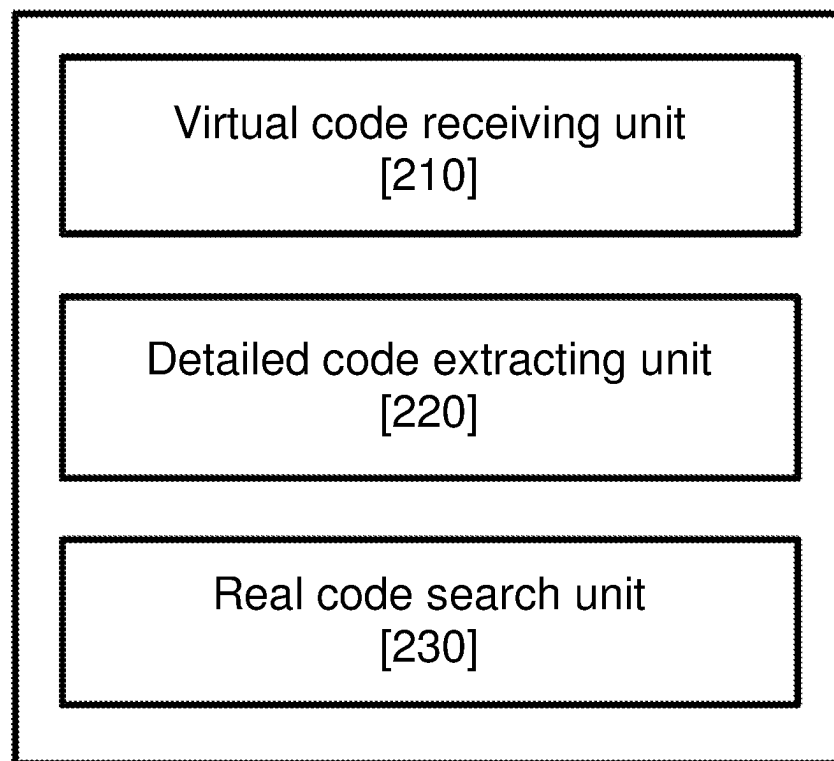 Virtual code receiving unit
[210]
Detailed code extracting unit
[220]
Real code search unit
[230]